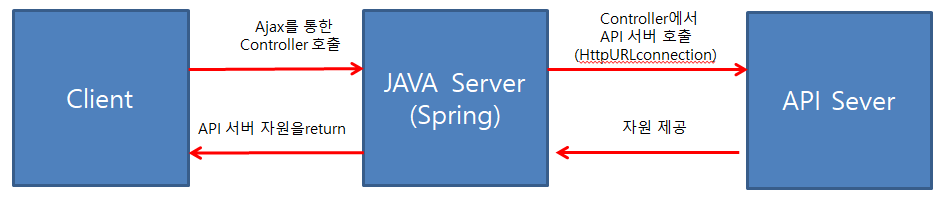 Client
Ajax를 통한
Controller 호출
API 서버 자원을return
JAVA Server
(Spring)
Controller에서
API 서버 호출
(HttpURLconnection)
자원 제공
API Sever